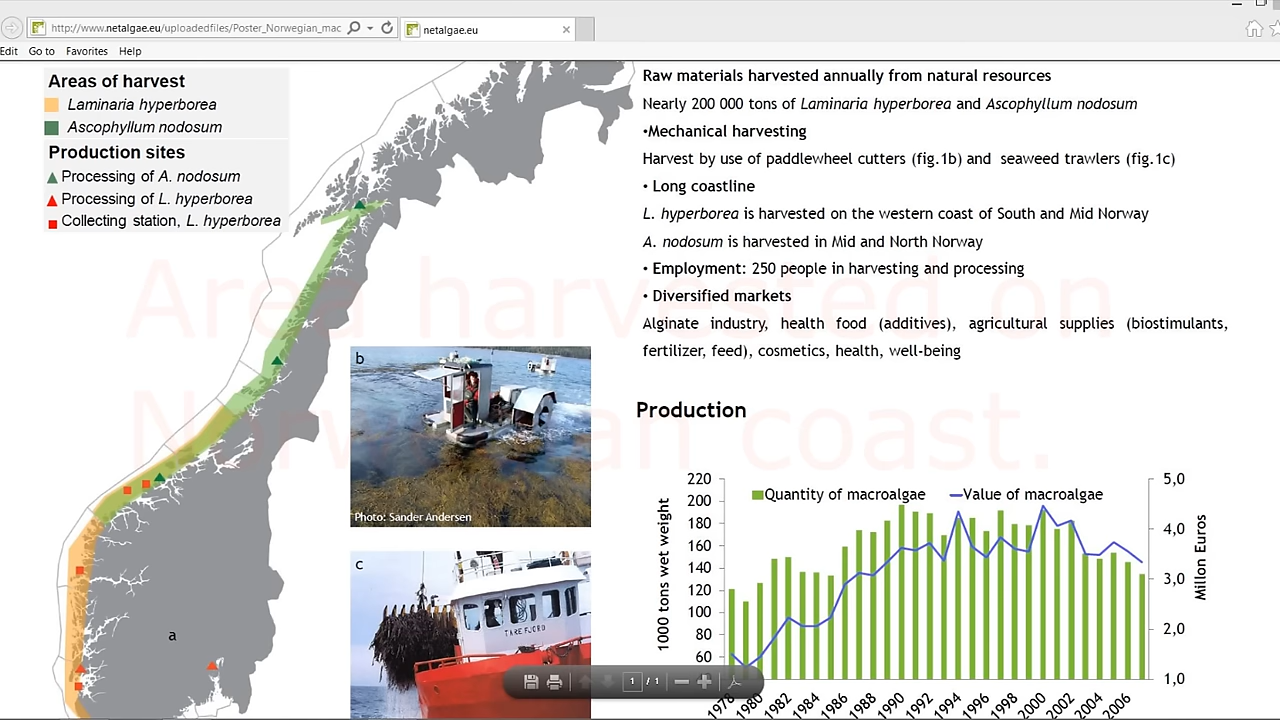 http://www.netalgae.eu/uploadedfiles/Poster_Norwegian_mac
netalgae.eu
Edit Go to Favorites Help
Areas of harvest
Laminaria hyperborea
Ascophyllum nodosum
Production sites
Processing of A. nodosum
Processing of L. hyperborea
Collecting station, L. hyperborea
a
b
Photo: Sander Andersen
c
TAREFJORD
Raw materials harvested annually from natural resources
Nearly 200 000 tons of Laminaria hyperborea and Ascophyllum nodosum
•Mechanical harvesting
Harvest by use of paddlewheel cutters (fig.1b) and seaweed trawlers (fig.1c)
• Long coastline
L. hyperborea is harvested on the western coast of South and Mid Norway
A. nodosum is harvested in Mid and North Norway
• Employment: 250 people in harvesting and processing
• Diversified markets
Alginate industry, health food (additives), agricultural supplies (biostimulants,
fertilizer, feed), cosmetics, health, well-being
Area harvested on
Norwegian coast.
Production
Quantity of macroalgae Value of macroalgae
1000 tons wet weight
220
200
180
160
140
120
100
80
60
5,0
4,0
3,0
2,0
1,0
Millon Euros
1978 1980 1982 1984 1986 1988 1990 1992 1994 1996 1998 2000 2002 2004 2006
1 / 1